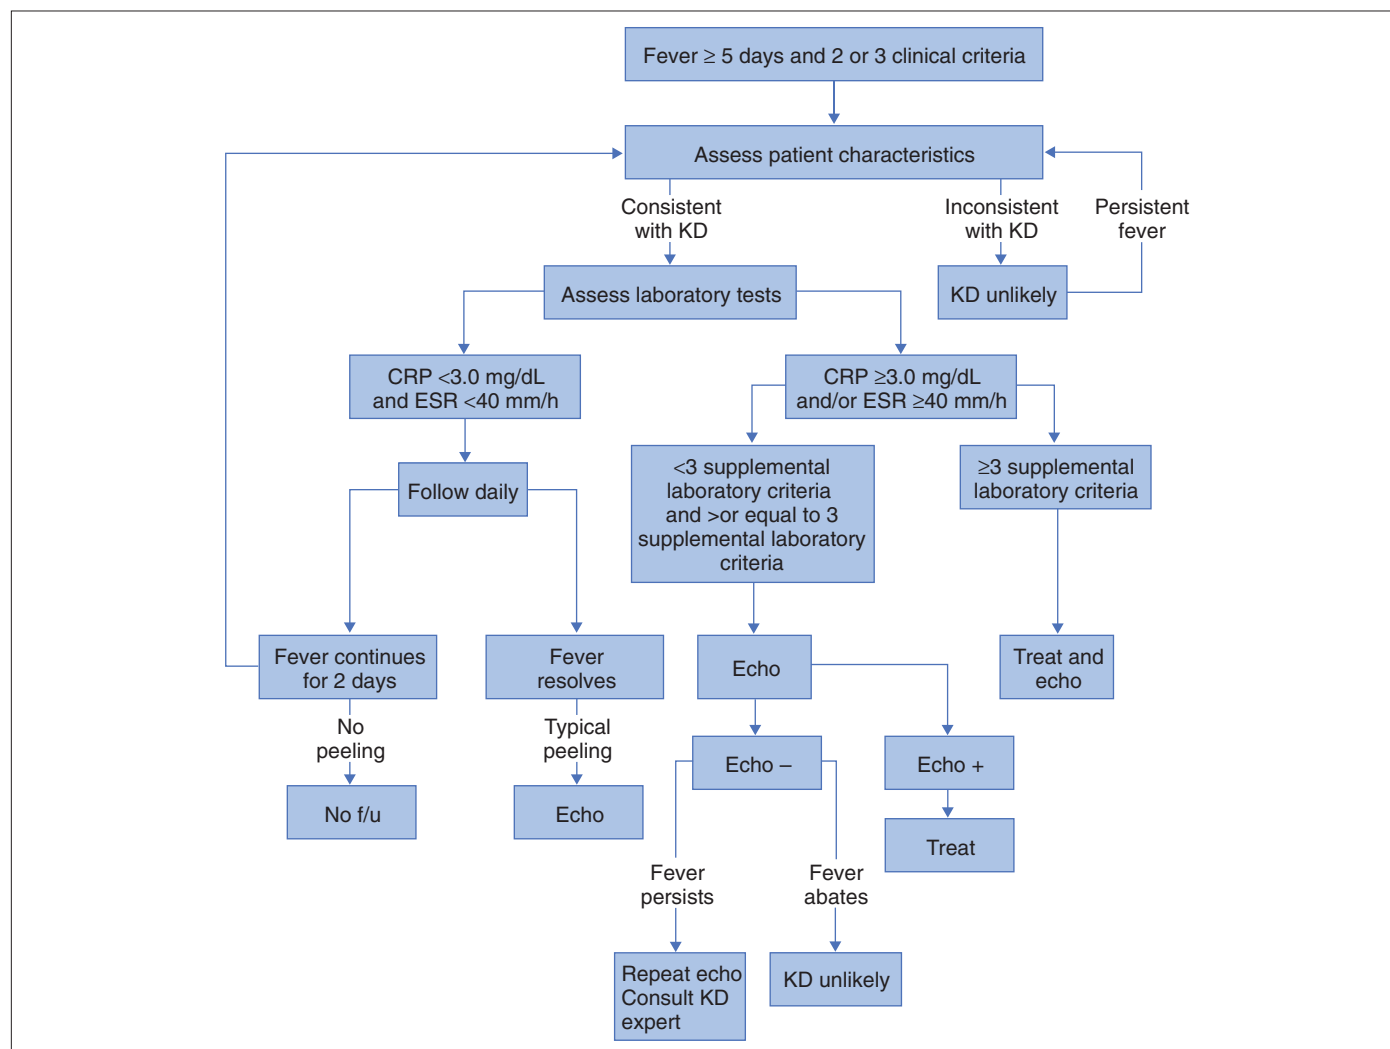 Fever ≥ 5 days and 2 or 3 clinical criteria
Assess patient characteristics
Consistent
with KD
Inconsistent
with KD
Persistent
fever
Assess laboratory tests
KD unlikely
CRP <3.0 mg/dL
and ESR <40 mm/h
CRP ≥3.0 mg/dL
and/or ESR ≥40 mm/h
Follow daily
<3 supplemental
laboratory criteria
and >or equal to 3
supplemental laboratory
criteria
≥3 supplemental
laboratory criteria
Fever continues
for 2 days
Fever
resolves
Echo
Treat and
echo
No
peeling
Typical
peeling
Echo –
Echo +
No f/u
Echo
Treat
Fever
persists
Fever
abates
Repeat echo
Consult KD
expert
KD unlikely